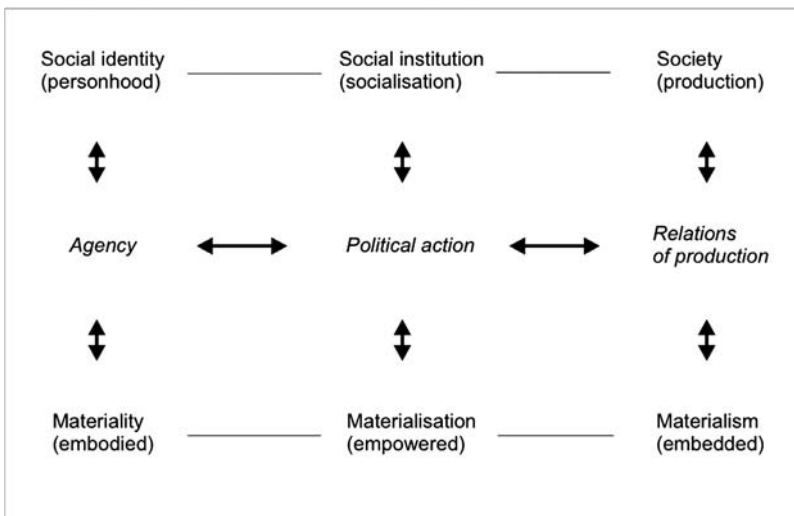 Social identity
(personhood)
Social institution
(socialisation)
Society
(production)
Agency
Political action
Relations
of production
Materiality
(embodied)
Materialisation
(empowered)
Materialism
(embedded)